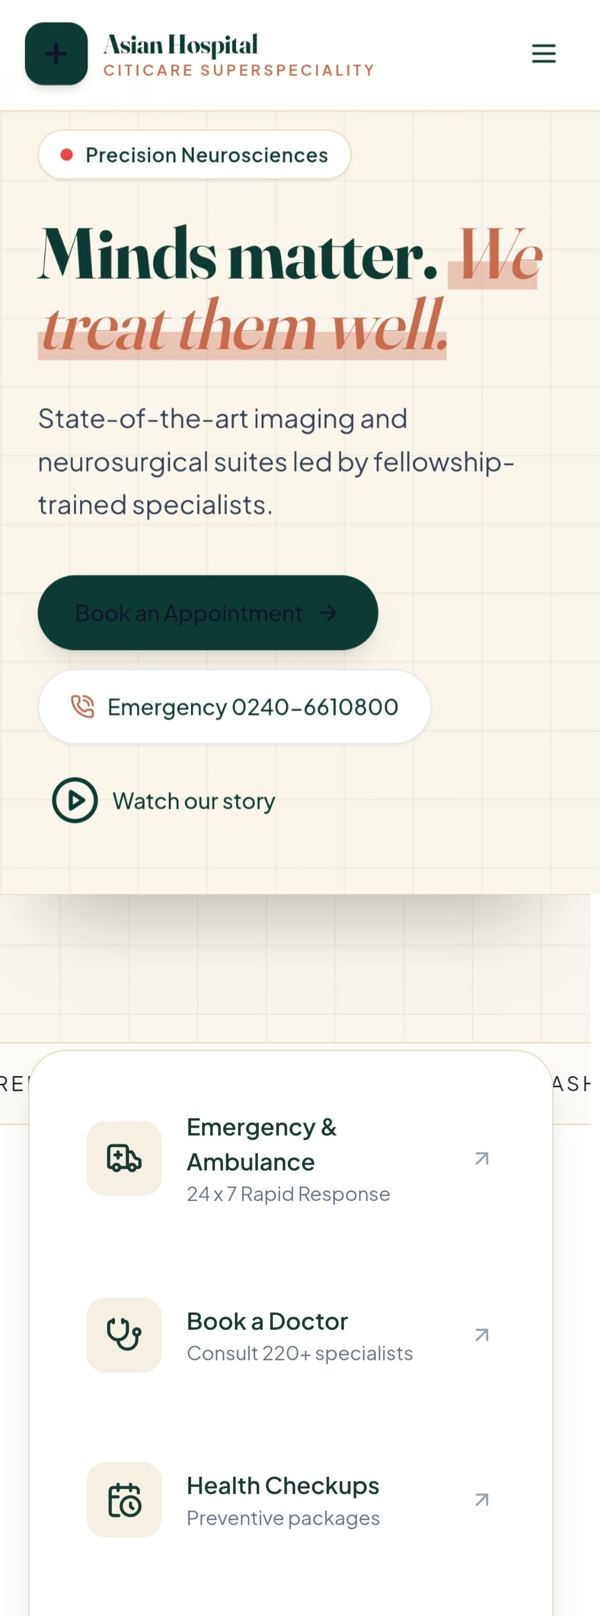 Asian Hospital
CITICARE SUPERSPECIALITY
Precision Neurosciences
Minds matter. We
treat them well.
State-of-the-art imaging and
neurosurgical suites led by fellowship-
trained specialists.
Book an Appointment
Emergency 0240-6610800
Watch our story
Emergency &
Ambulance
24 x 7 Rapid Response
Book a Doctor
Consult 220+ specialists
Health Checkups
Preventive packages